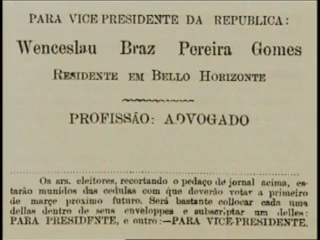 PARA VICE PRESIDENTE DA REPUBLICA:
Wenceslau Braz Pereira Gomes
RESIDENTE EM BELLO HORIZONTE
PROFISSÃO: ADVOGADO
Os srs. eleitores, recortando o pedaço de jornal acima, es-
tarão munidos das cedulas com que deverão votar a primeiro
de março proximo futuro. Será bastante collocar cada uma
dellas dentro de seus enveloppes e subscriptar um delles:
PARA PRESIDENTE, e outro:—PARA VICE-PRESIDENTE.